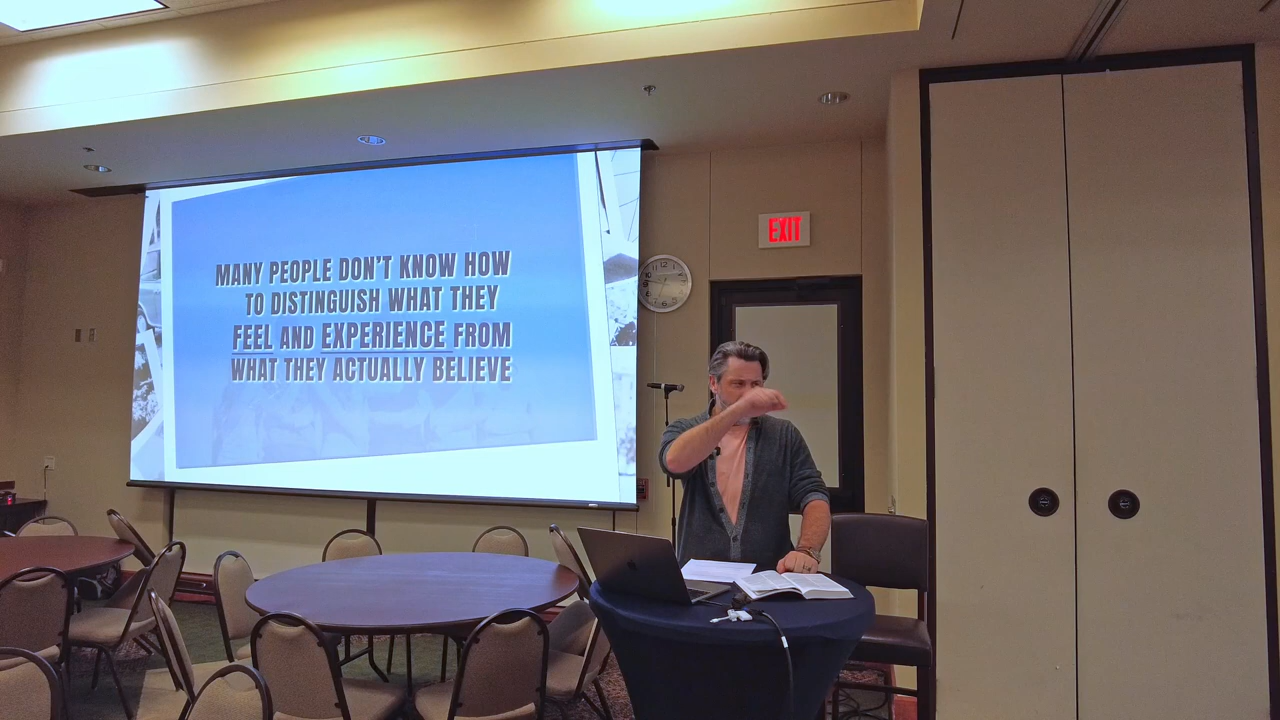 MANY PEOPLE DON'T KNOW HOW
TO DISTINGUISH WHAT THEY
FEEL AND EXPERIENCE FROM
WHAT THEY ACTUALLY BELIEVE
EXIT